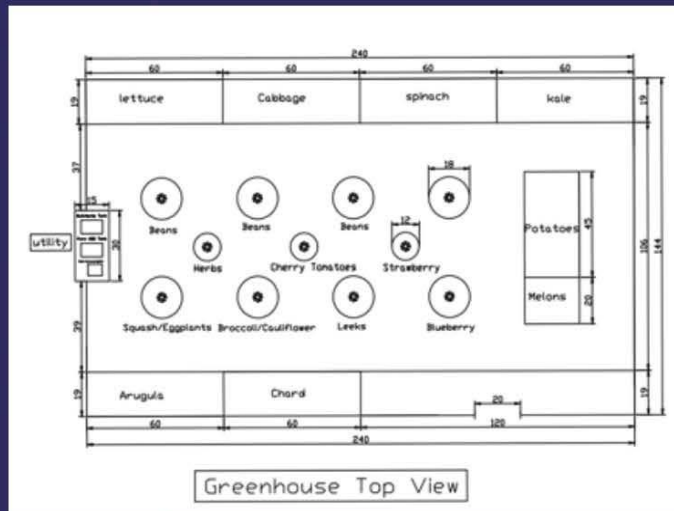 240
60 60 60 60
19 lettuce Cabbage spinach kale 19
37
18
15
Beans Beans Beans
12
45
utility
30
Potatoes
106
144
Herbs Cherry Tomatoes Strawberry
Melons
20
Squash/Eggplants Broccoli/Cauliflower Leeks Blueberry
39
19 Arugula Chard 20 19
60 60 120
240
Greenhouse Top View